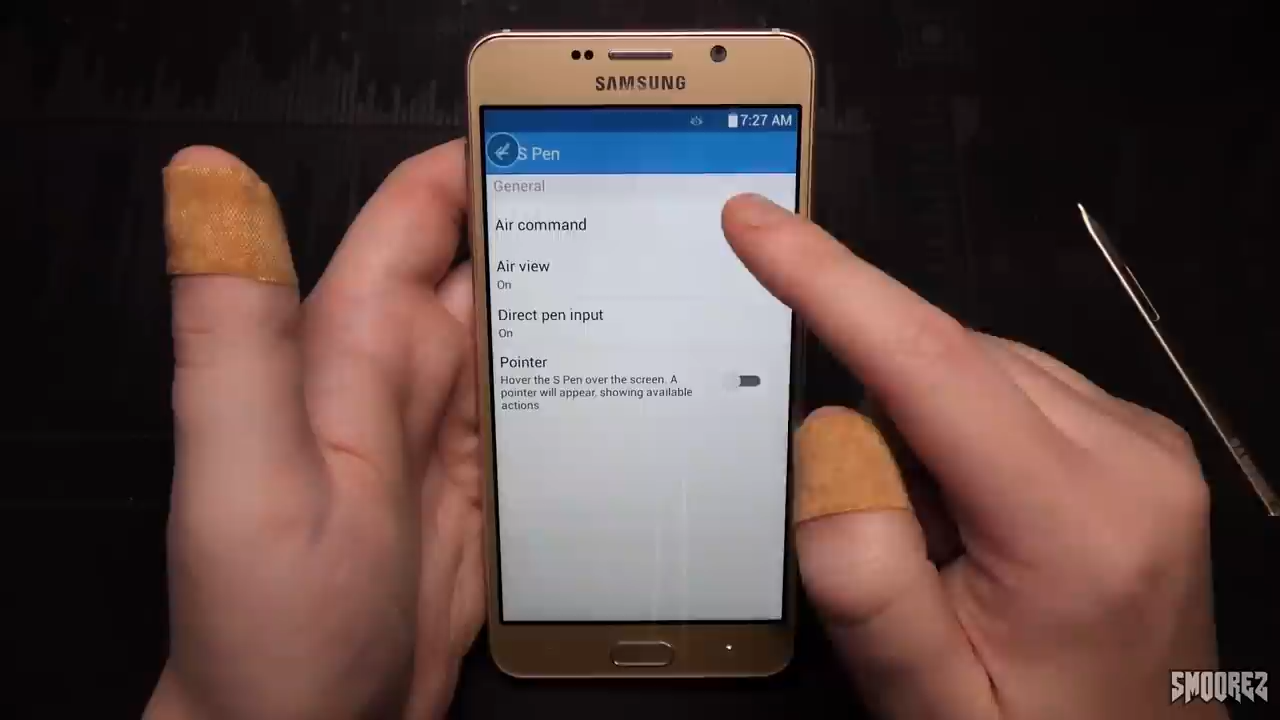 SAMSUNG
7:27 AM
S Pen
General
Air command
Air view
On
Direct pen input
On
Pointer
Hover the S Pen over the screen. A
pointer will appear, showing available
actions
SMOOREZ